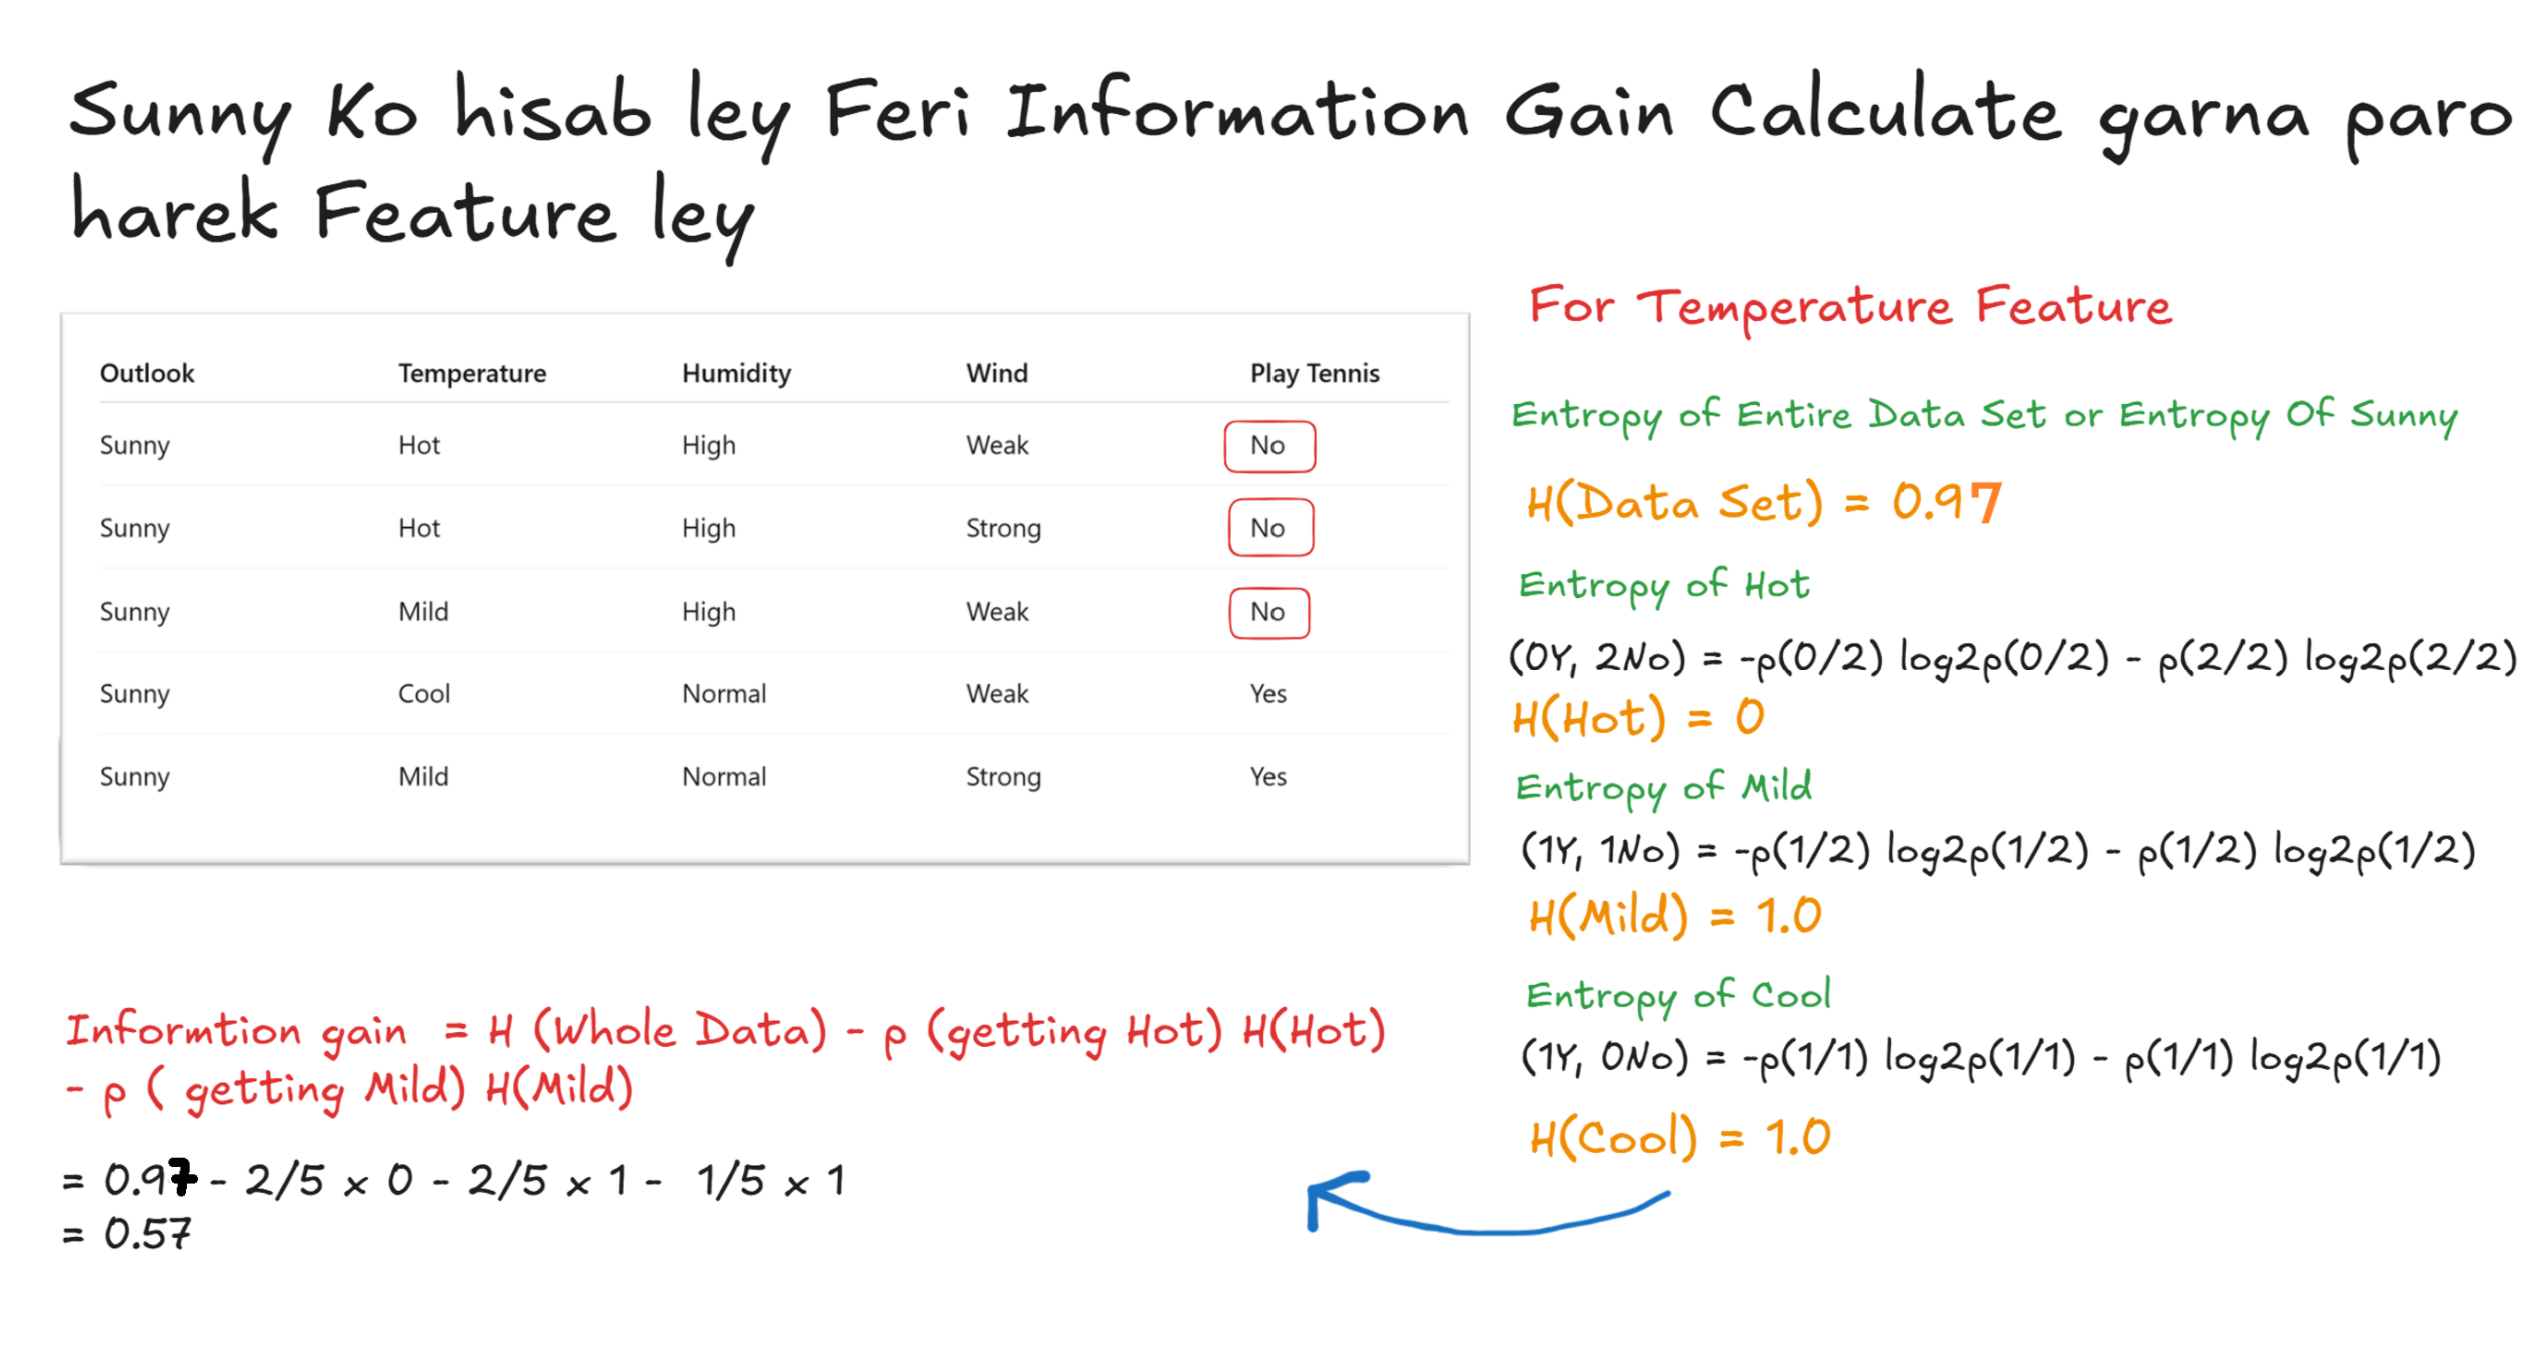 Sunny Ko hisab ley Feri Information Gain Calculate garna paro
harek Feature ley
Outlook Temperature Humidity Wind Play Tennis
Sunny Hot High Weak No
Sunny Hot High Strong No
Sunny Mild High Weak No
Sunny Cool Normal Weak Yes
Sunny Mild Normal Strong Yes
For Temperature Feature
Entropy of Entire Data Set or Entropy Of Sunny
H(Data Set) = 0.97
Entropy of Hot
(0Y, 2No) = -p(0/2) log2p(0/2) - p(2/2) log2p(2/2)
H(Hot) = 0
Entropy of Mild
(1Y, 1No) = -p(1/2) log2p(1/2) - p(1/2) log2p(1/2)
H(Mild) = 1.0
Entropy of Cool
(1Y, 0No) = -p(1/1) log2p(1/1) - p(1/1) log2p(1/1)
H(Cool) = 1.0
Informtion gain = H (Whole Data) - p (getting Hot) H(Hot)
- p ( getting Mild) H(Mild)
= 0.97 - 2/5 x 0 - 2/5 x 1 - 1/5 x 1
= 0.57